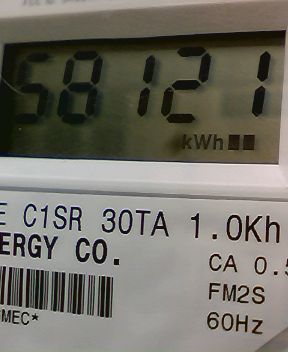 58121
kWh
E C1SR 30TA 1.0Kh
ERGY CO.
CA 0.5
FM2S
MEC*
60Hz